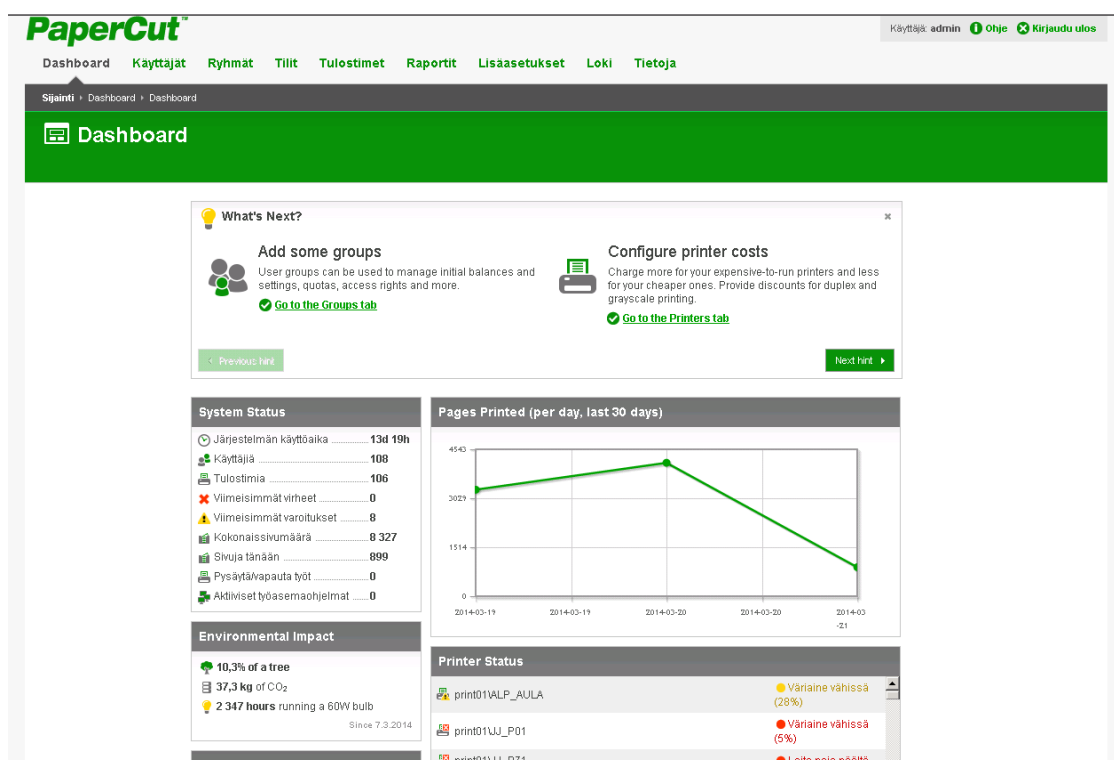 PaperCut™
Käyttäjä: admin Ohje Kirjaudu ulos
Dashboard Käyttäjät Ryhmät Tilit Tulostimet Raportit Lisäasetukset Loki Tietoja
Sijainti Dashboard Dashboard
Dashboard
What's Next?
Add some groups
User groups can be used to manage initial balances and
settings, quotas, access rights and more.
Go to the Groups tab
Configure printer costs
Charge more for your expensive-to-run printers and less
for your cheaper ones. Provide discounts for duplex and
grayscale printing.
Go to the Printers tab
Previous hint
Next hint
System Status
Järjestelmän käyttöaika 13d 19h
Käyttäjiä 108
Tulostimia 106
Viimeisimmät virheet 0
Viimeisimmät varoitukset 8
Kokonaissivumäärä 8 327
Sivuja tänään 899
Pysäytä/vapauta työt 0
Aktiiviset työasemaohjelmat 0
Environmental Impact
10,3% of a tree
37,3 kg of CO₂
2 347 hours running a 60W bulb
Since 7.3.2014
Pages Printed (per day, last 30 days)
4543
3029
1514
0
2014-03-19 2014-03-19 2014-03-20 2014-03-20 2014-03
-21
Printer Status
print01\ALP_AULA Väriaine vähissä
(28%)
print01\JJ_P01 Väriaine vähissä
(5%)